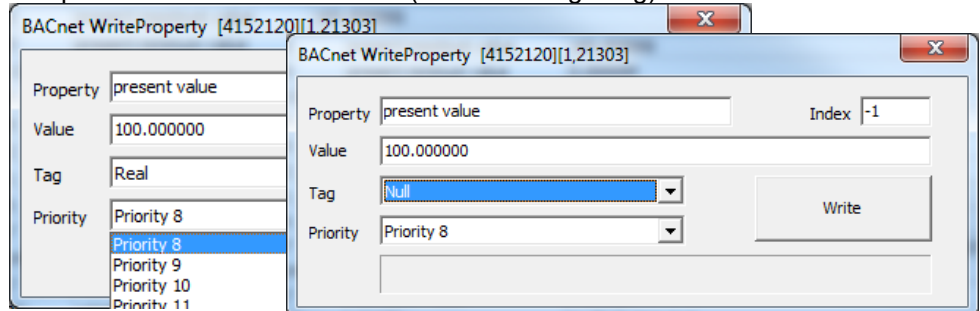 BACnet WriteProperty [4152120][1,21303]
Property present value
Value 100.000000
Tag Real
Priority Priority 8
Priority 8
Priority 9
Priority 10
Priority 11
BACnet WriteProperty [4152120][1,21303]
Property present value Index -1
Value 100.000000
Tag Null
Write
Priority Priority 8